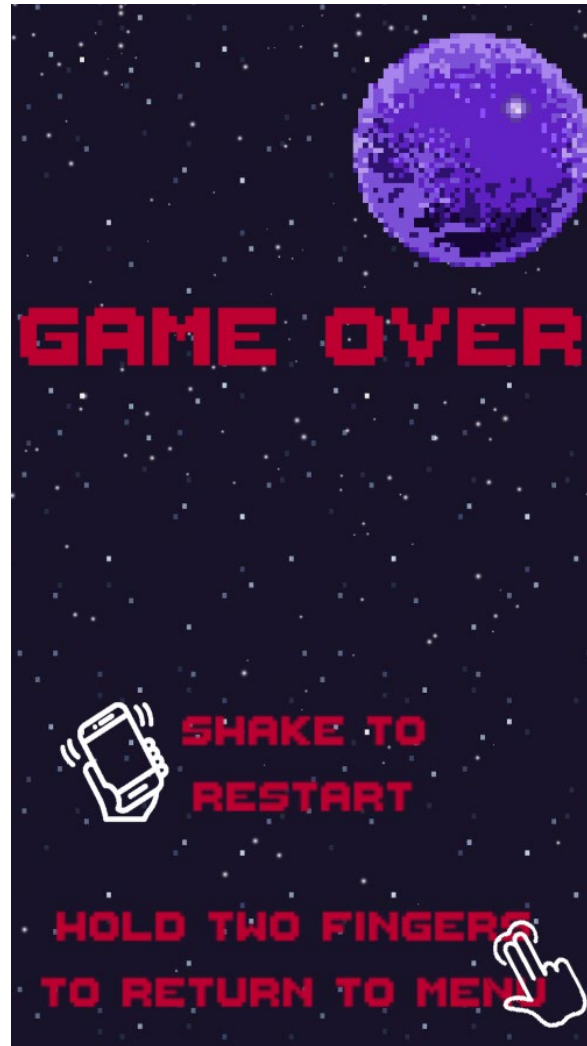 GAME OVER
SHAKE TO
RESTART
HOLD TWO FINGERS
TO RETURN TO MENU